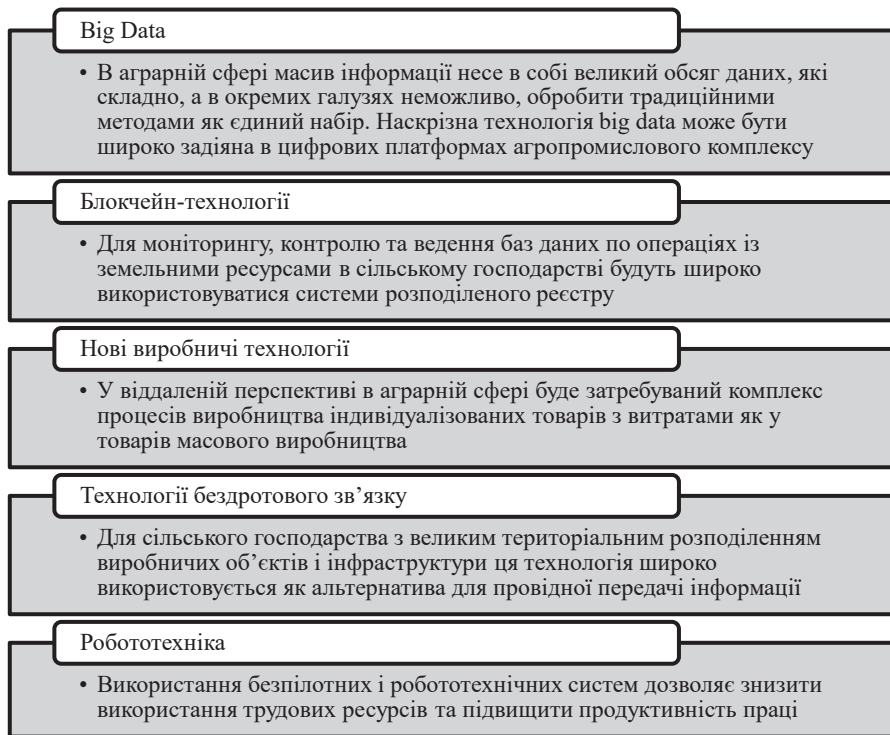 Big Data
• В аграрній сфері масив інформації несе в собі великий обсяг даних, які
складно, а в окремих галузях неможливо, обробити традиційними
методами як єдиний набір. Наскрізна технологія big data може бути
широко задіяна в цифрових платформах агропромислового комплексу
Блокчейн-технології
• Для моніторингу, контролю та ведення баз даних по операціях із
земельними ресурсами в сільському господарстві будуть широко
використовуватися системи розподіленого реєстру
Нові виробничі технології
• У віддаленій перспективі в аграрній сфері буде затребуваний комплекс
процесів виробництва індивідуалізованих товарів з витратами як у
товарів масового виробництва
Технології бездротового зв’язку
• Для сільського господарства з великим територіальним розподіленням
виробничих об’єктів і інфраструктури ця технологія широко
використовується як альтернатива для провідної передачі інформації
Робототехніка
• Використання безпілотних і робототехнічних систем дозволяє знизити
використання трудових ресурсів та підвищити продуктивність праці